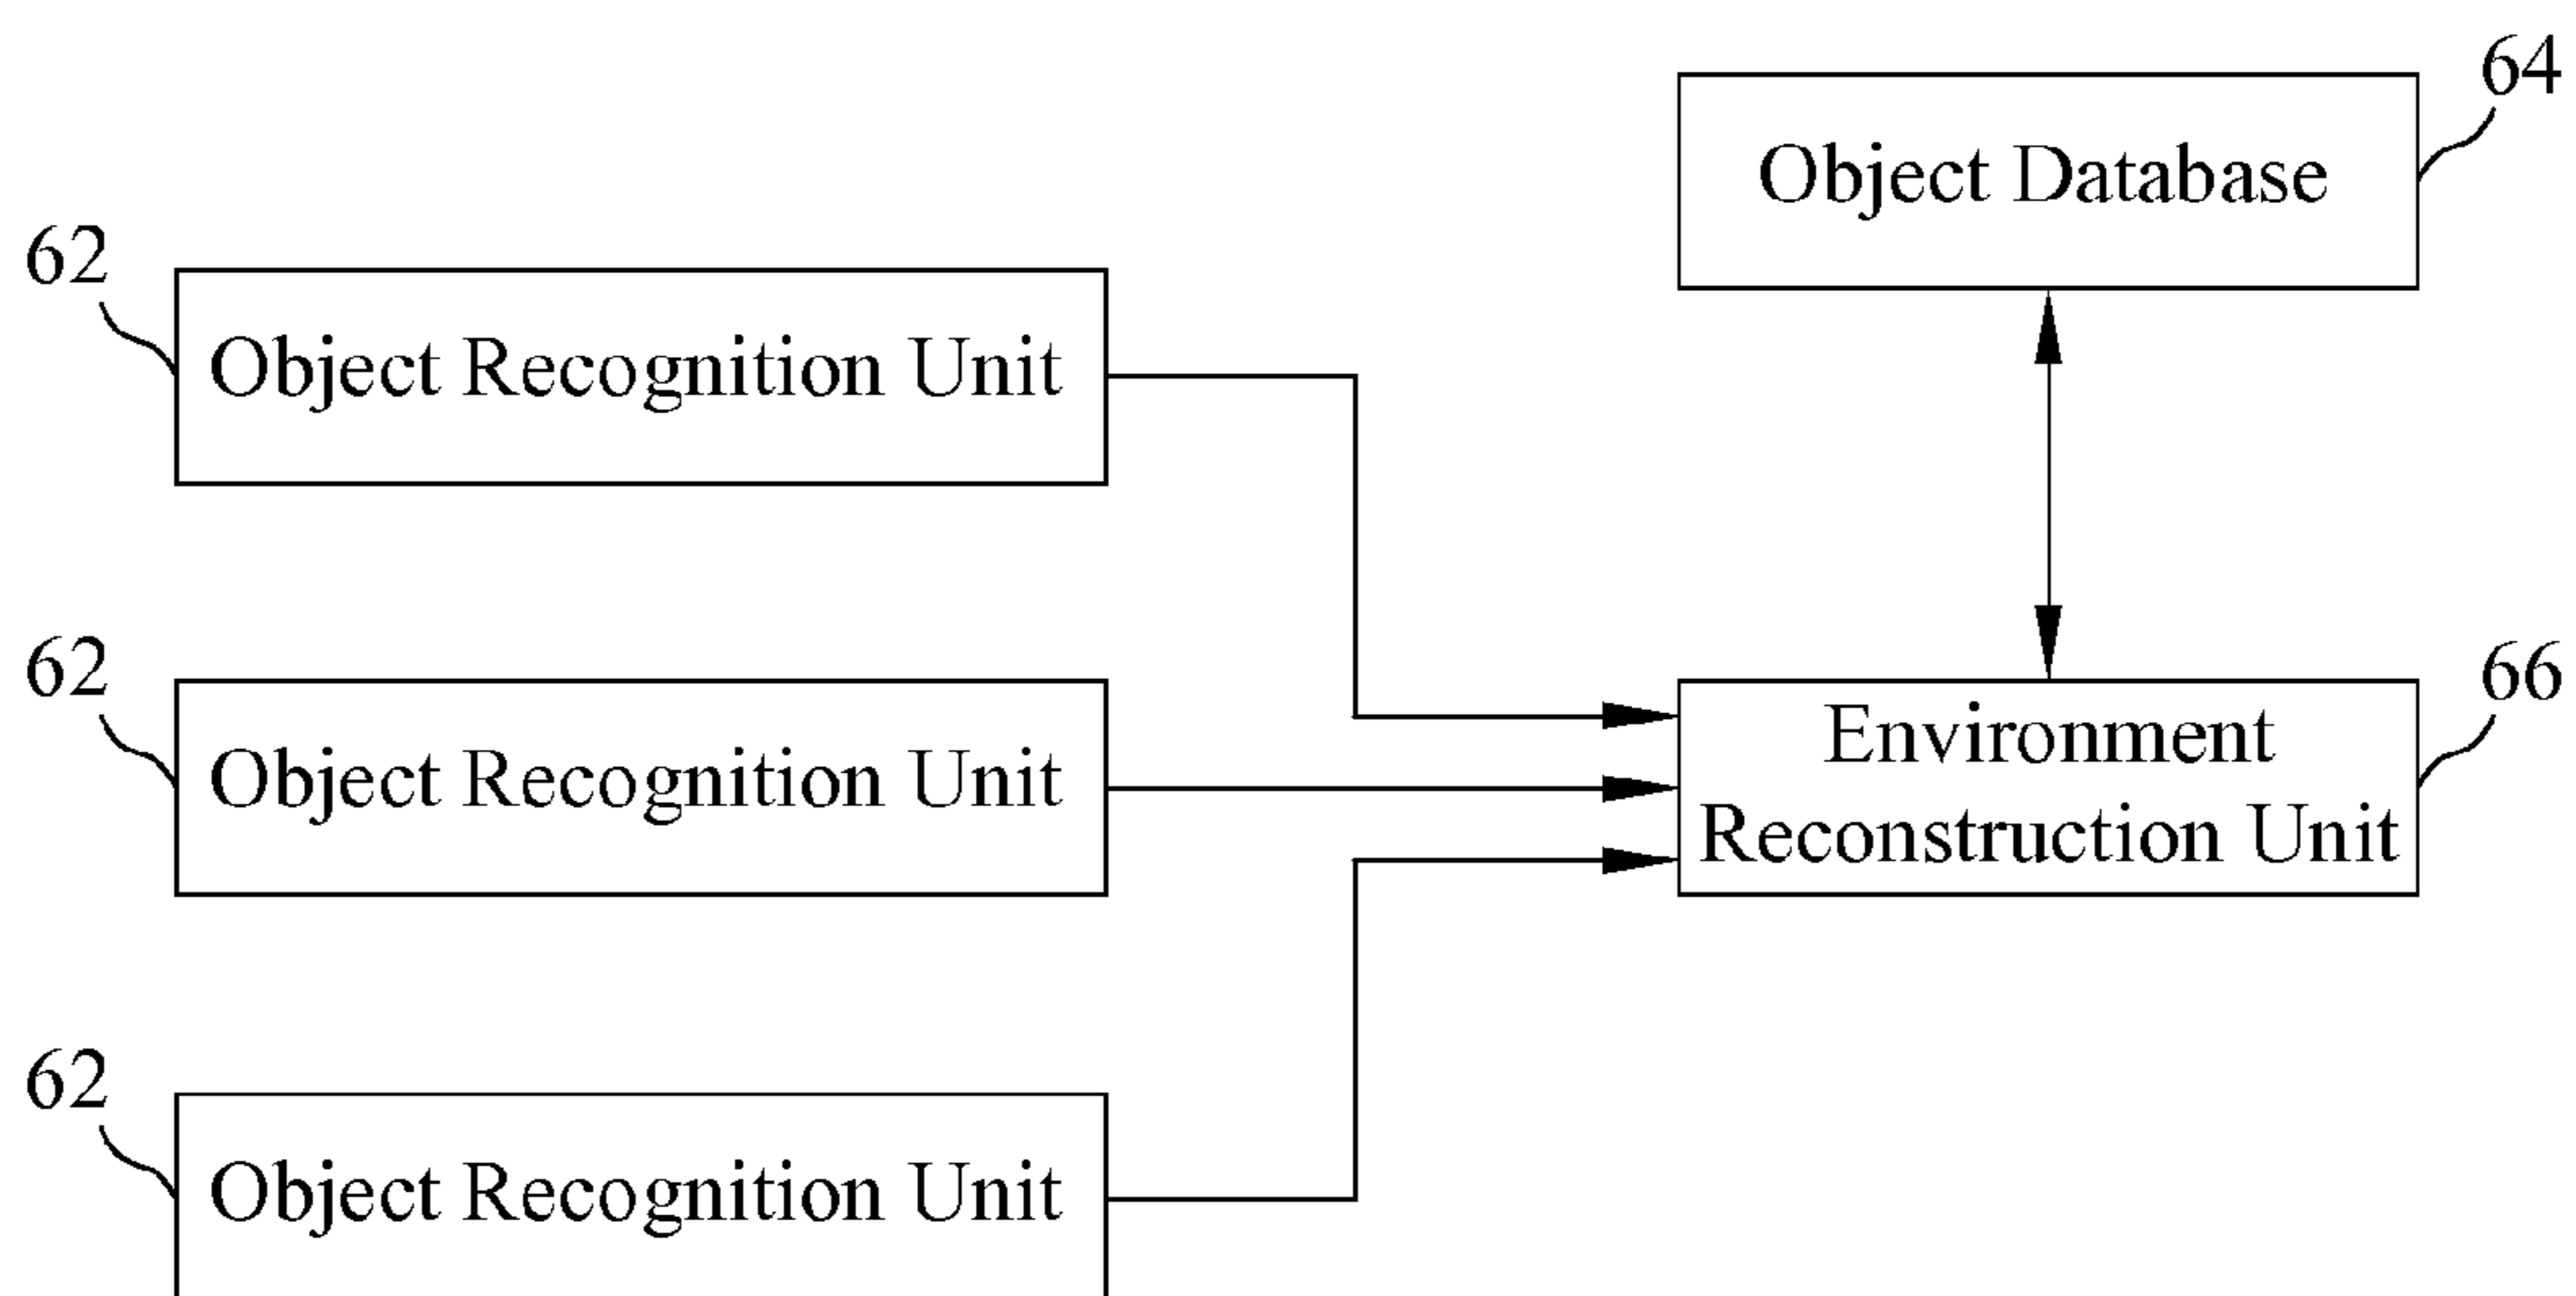 64
Object Database
62
Object Recognition Unit
62
Object Recognition Unit
66
Environment
Reconstruction Unit
62
Object Recognition Unit